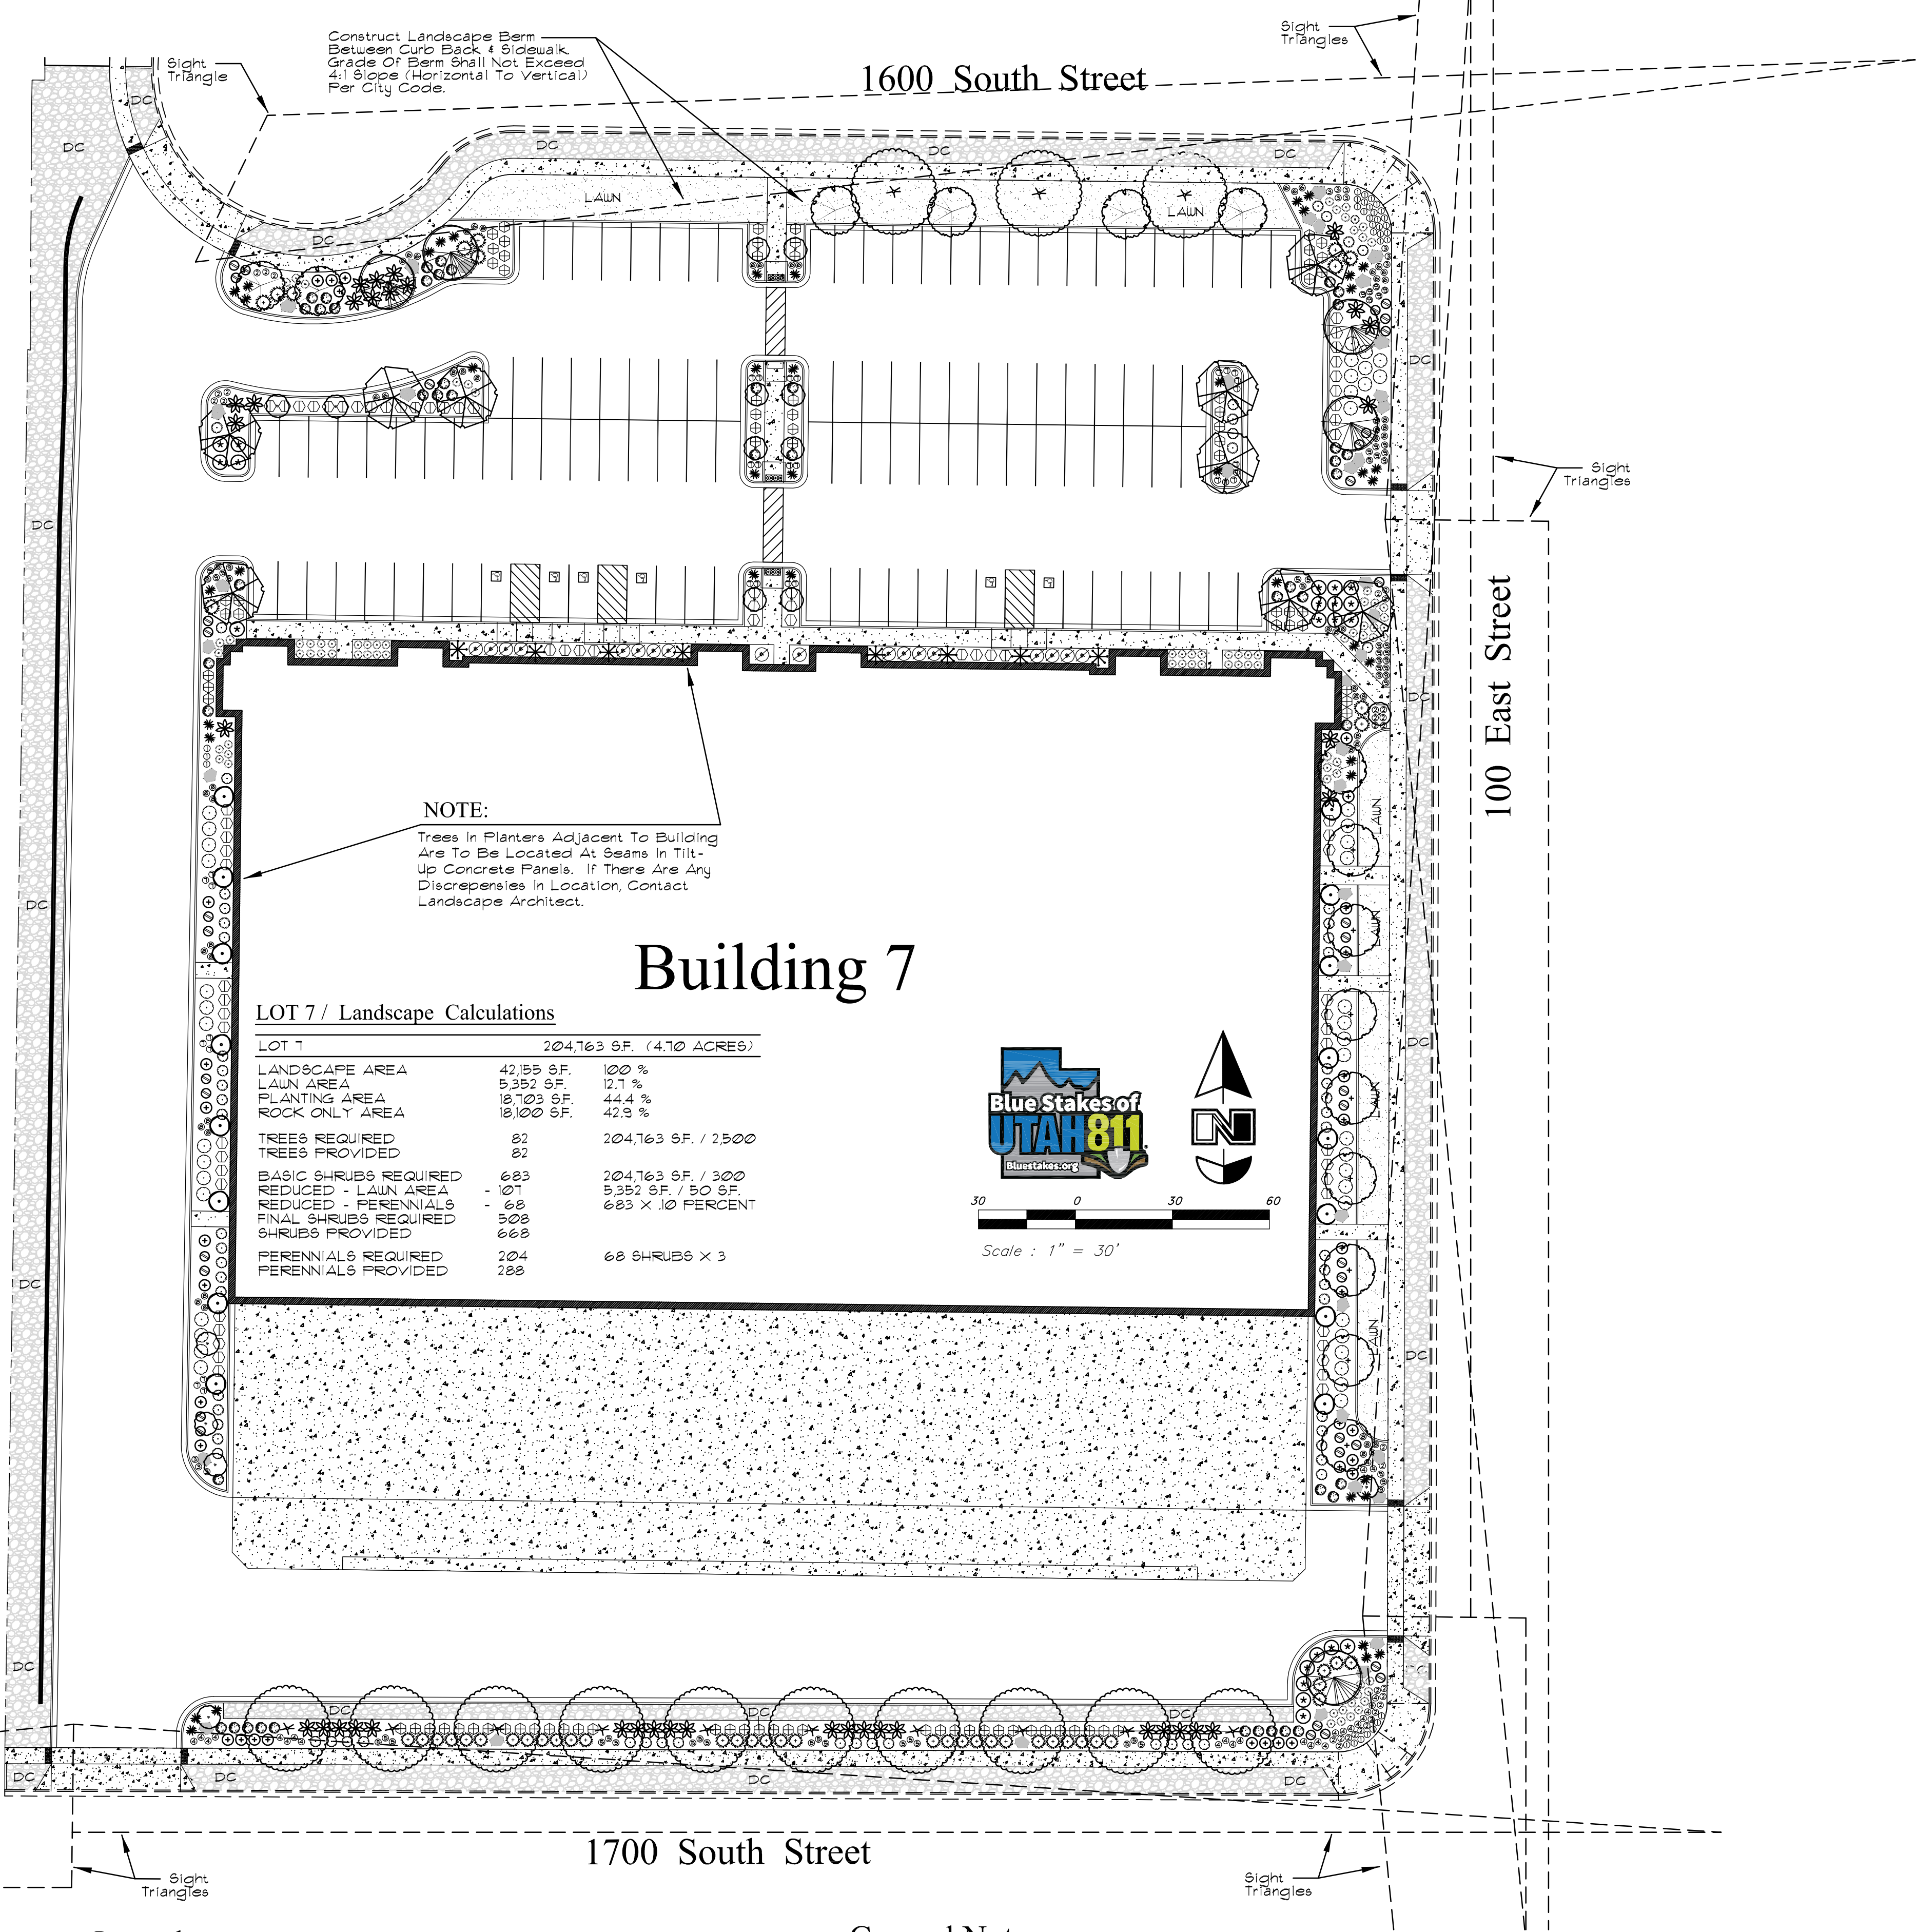 Construct Landscape Berm
Between Curb Back & Sidewalk.
Grade Of Berm Shall Not Exceed
4:1 Slope (Horizontal To Vertical)
Per City Code.
Sight
Triangle
Sight
Triangles
1600 South Street
DC
DC
DC
DC
DC
DC
LAWN
LAWN
DC
Sight
Triangles
DC
100 East Street
DC
NOTE:
Trees In Planters Adjacent To Building
Are To Be Located At Seams In Tilt-
Up Concrete Panels. If There Are Any
Discrepensies In Location, Contact
Landscape Architect.
LAWN
DC
LAWN
Building 7
LOT 7 / Landscape Calculations
LOT 7 204,763 S.F. (4.70 ACRES)
LANDSCAPE AREA 42,155 S.F. 100 %
LAWN AREA 5,352 S.F. 12.7 %
PLANTING AREA 18,703 S.F. 44.4 %
ROCK ONLY AREA 18,100 S.F. 42.9 %
TREES REQUIRED 82 204,763 S.F. / 2,500
TREES PROVIDED 82
BASIC SHRUBS REQUIRED 683 204,763 S.F. / 300
REDUCED - LAWN AREA - 107 5,352 S.F. / 50 S.F.
REDUCED - PERENNIALS - 68 683 X .10 PERCENT
FINAL SHRUBS REQUIRED 508
SHRUBS PROVIDED 668
PERENNIALS REQUIRED 204 68 SHRUBS X 3
PERENNIALS PROVIDED 288
Blue Stakes of
UTAH 811
Bluestakes.org
N
30 0 30 60
Scale : 1" = 30'
DC
LAWN
DC
LAWN
DC
DC
DC
DC
DC
DC
DC
DC
DC
DC
DC
1700 South Street
Sight
Triangles
Sight
Triangles